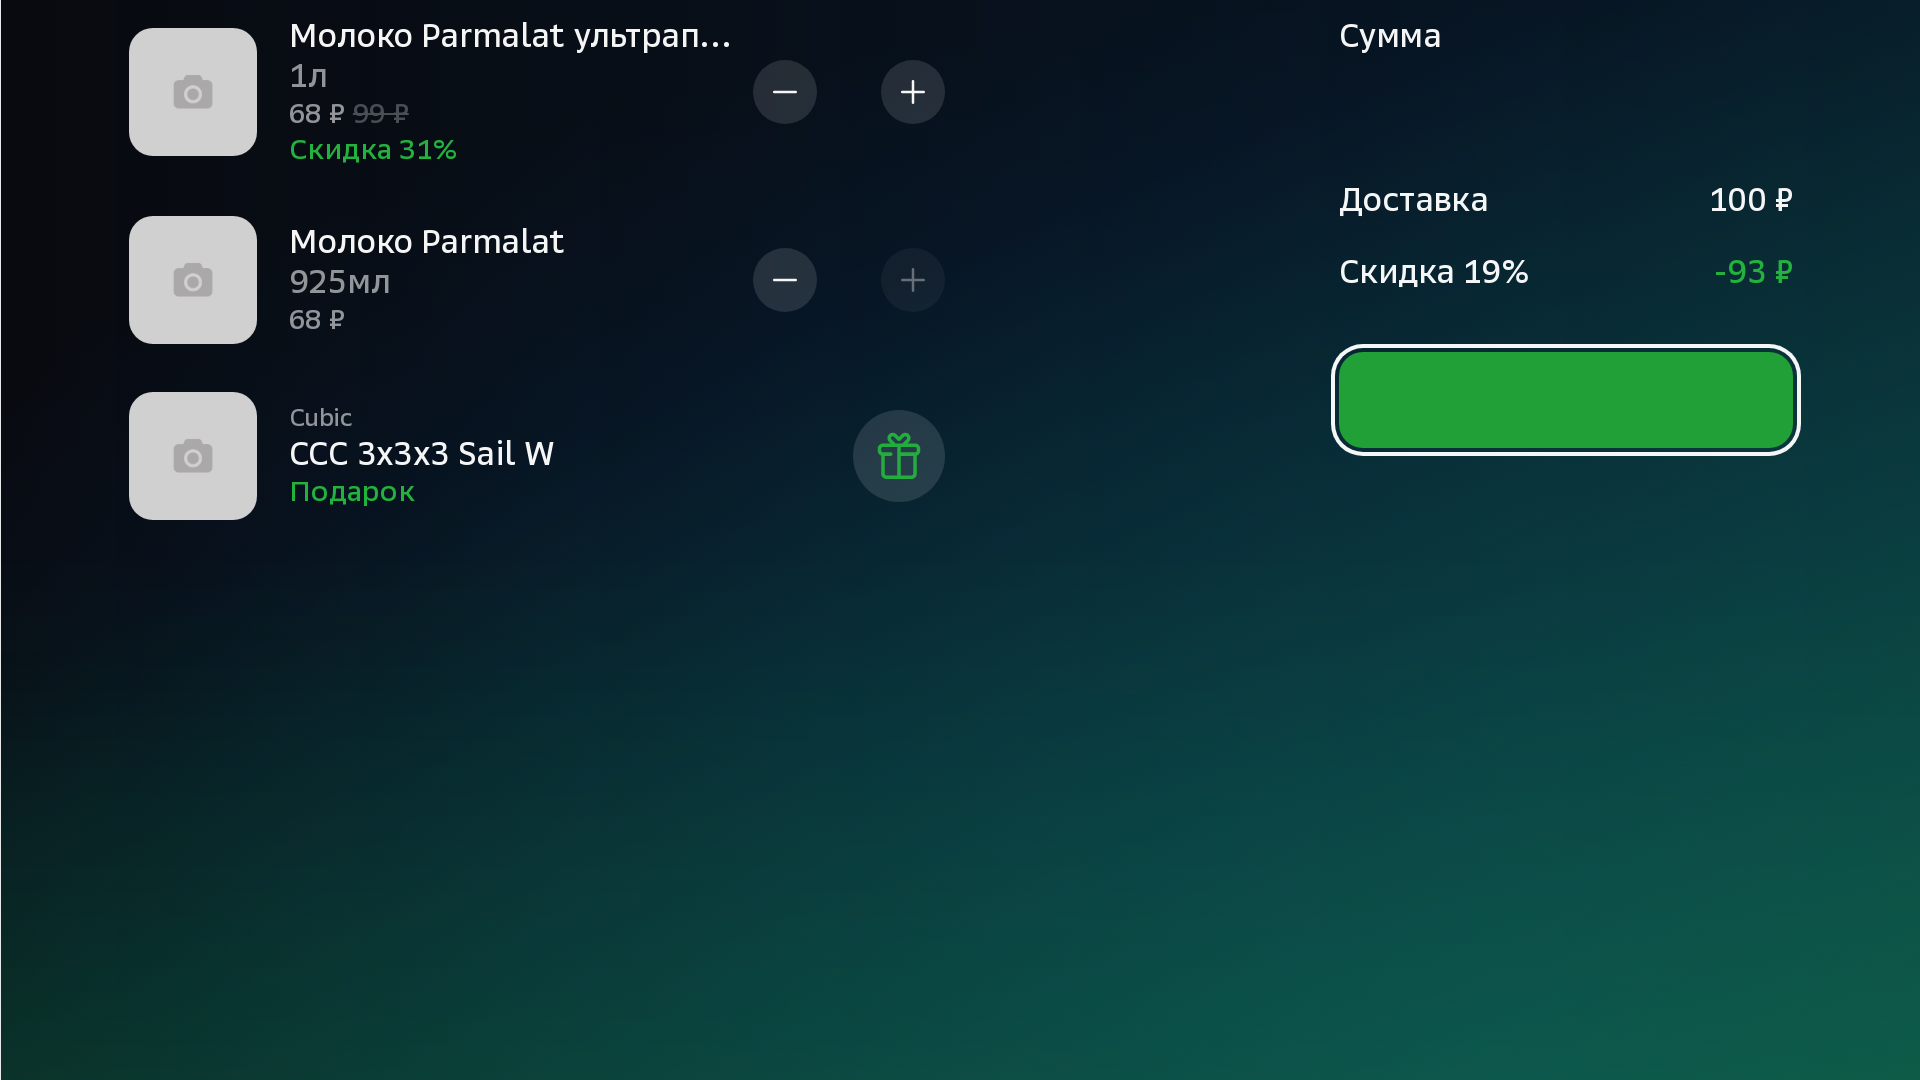 Молоко Parmalat ультрап...
1л
68 ₽ 99 ₽
Скидка 31%
Молоко Parmalat
925мл
68 ₽
Cubic
CCC 3x3x3 Sail W
Подарок
Сумма
Доставка 100 ₽
Скидка 19% -93 ₽